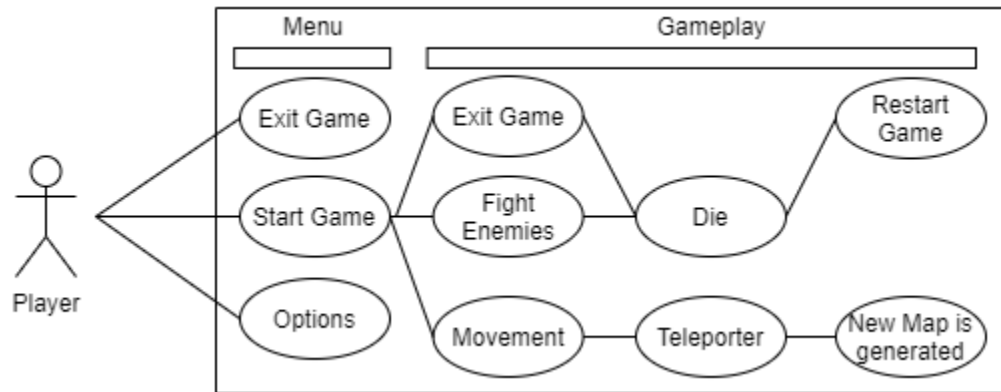 Menu
Gameplay
Exit Game
Exit Game
Restart
Game
Start Game
Fight
Enemies
Die
Player
Options
Movement
Teleporter
New Map is
generated